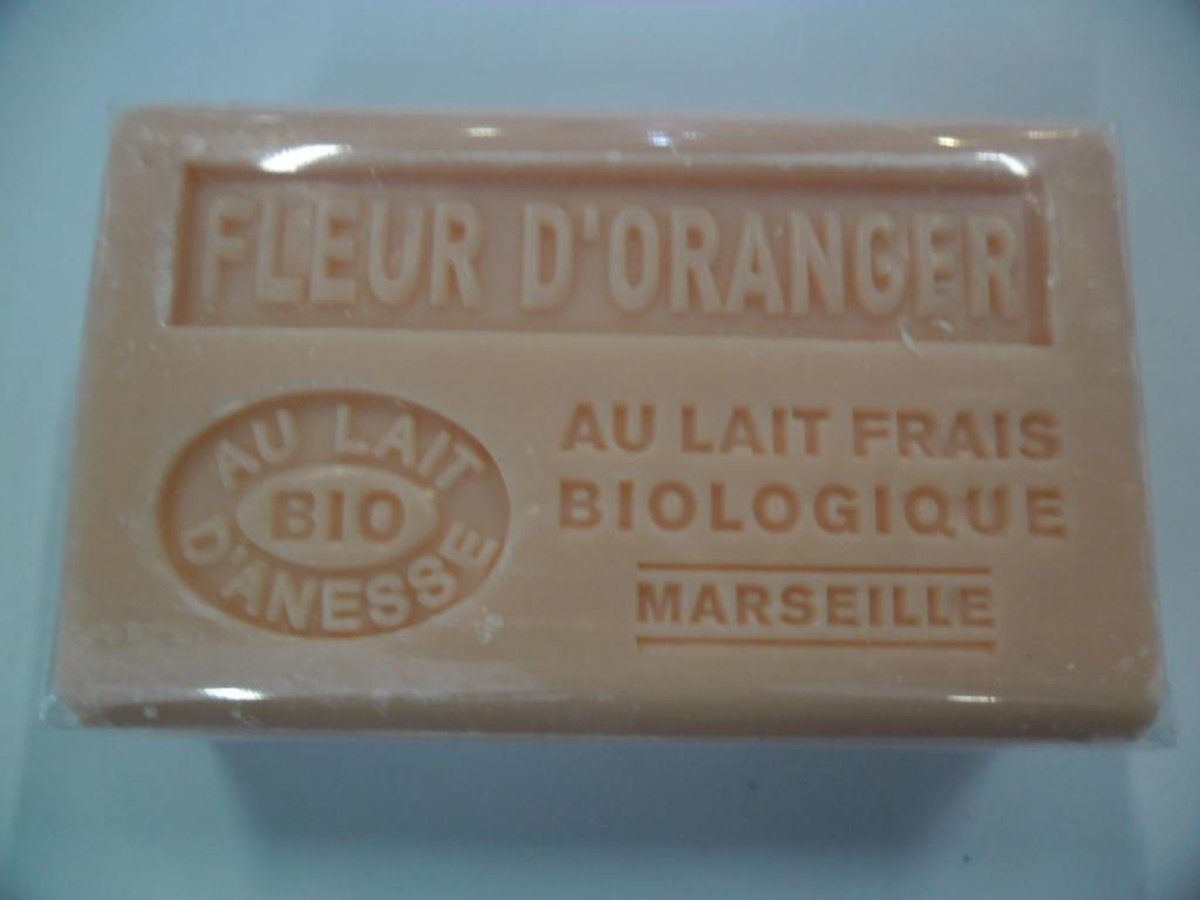 FLEUR D'ORANGER
AU LAIT
BIO
D'ANESSE
AU LAIT FRAIS
BIOLOGIQUE
MARSEILLE